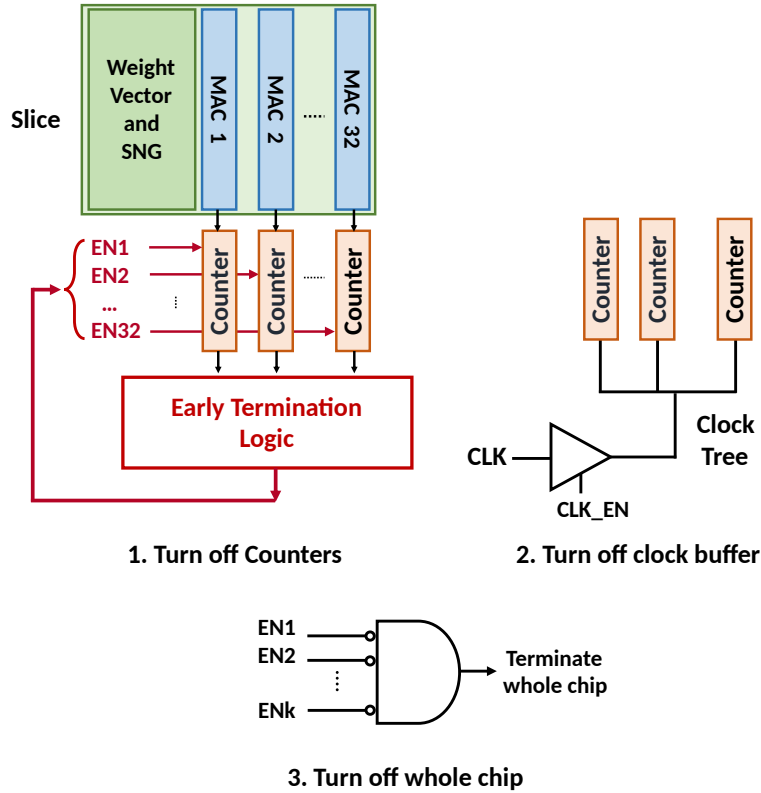 Slice
Weight
Vector
and
SNG
MAC 1
MAC 2
......
MAC 32
EN1
EN2
...
EN32
Counter
Counter
Counter
Early Termination
Logic
1. Turn off Counters
Counter
Counter
Counter
CLK
Clock
Tree
CLK_EN
2. Turn off clock buffer
EN1
EN2
ENk
Terminate
whole chip
3. Turn off whole chip